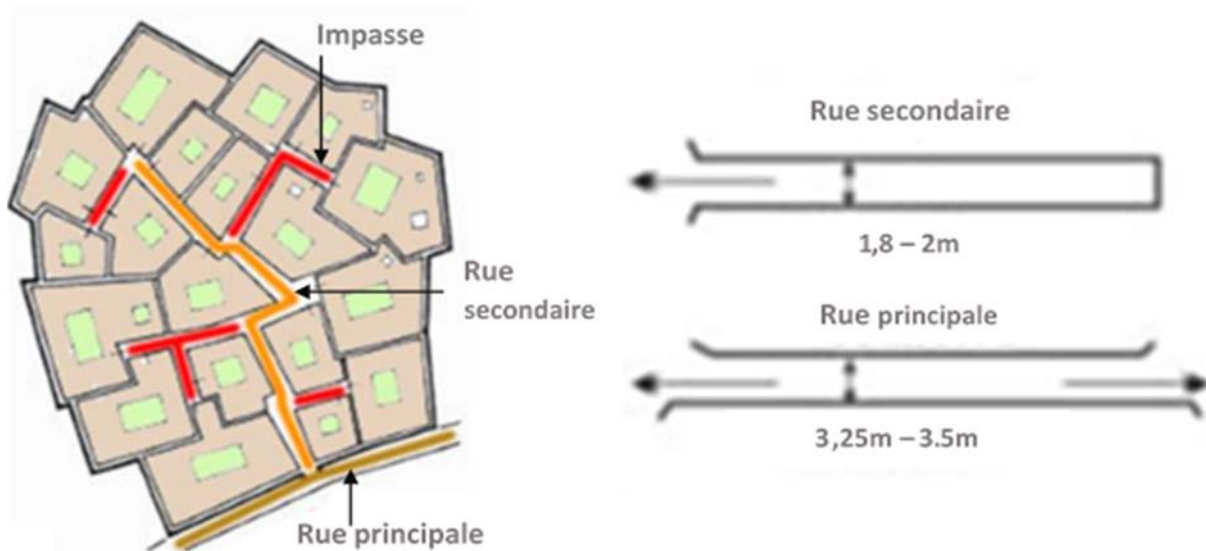 Impasse
Rue
secondaire
Rue principale
Rue secondaire
1,8 – 2m
Rue principale
3,25m – 3.5m